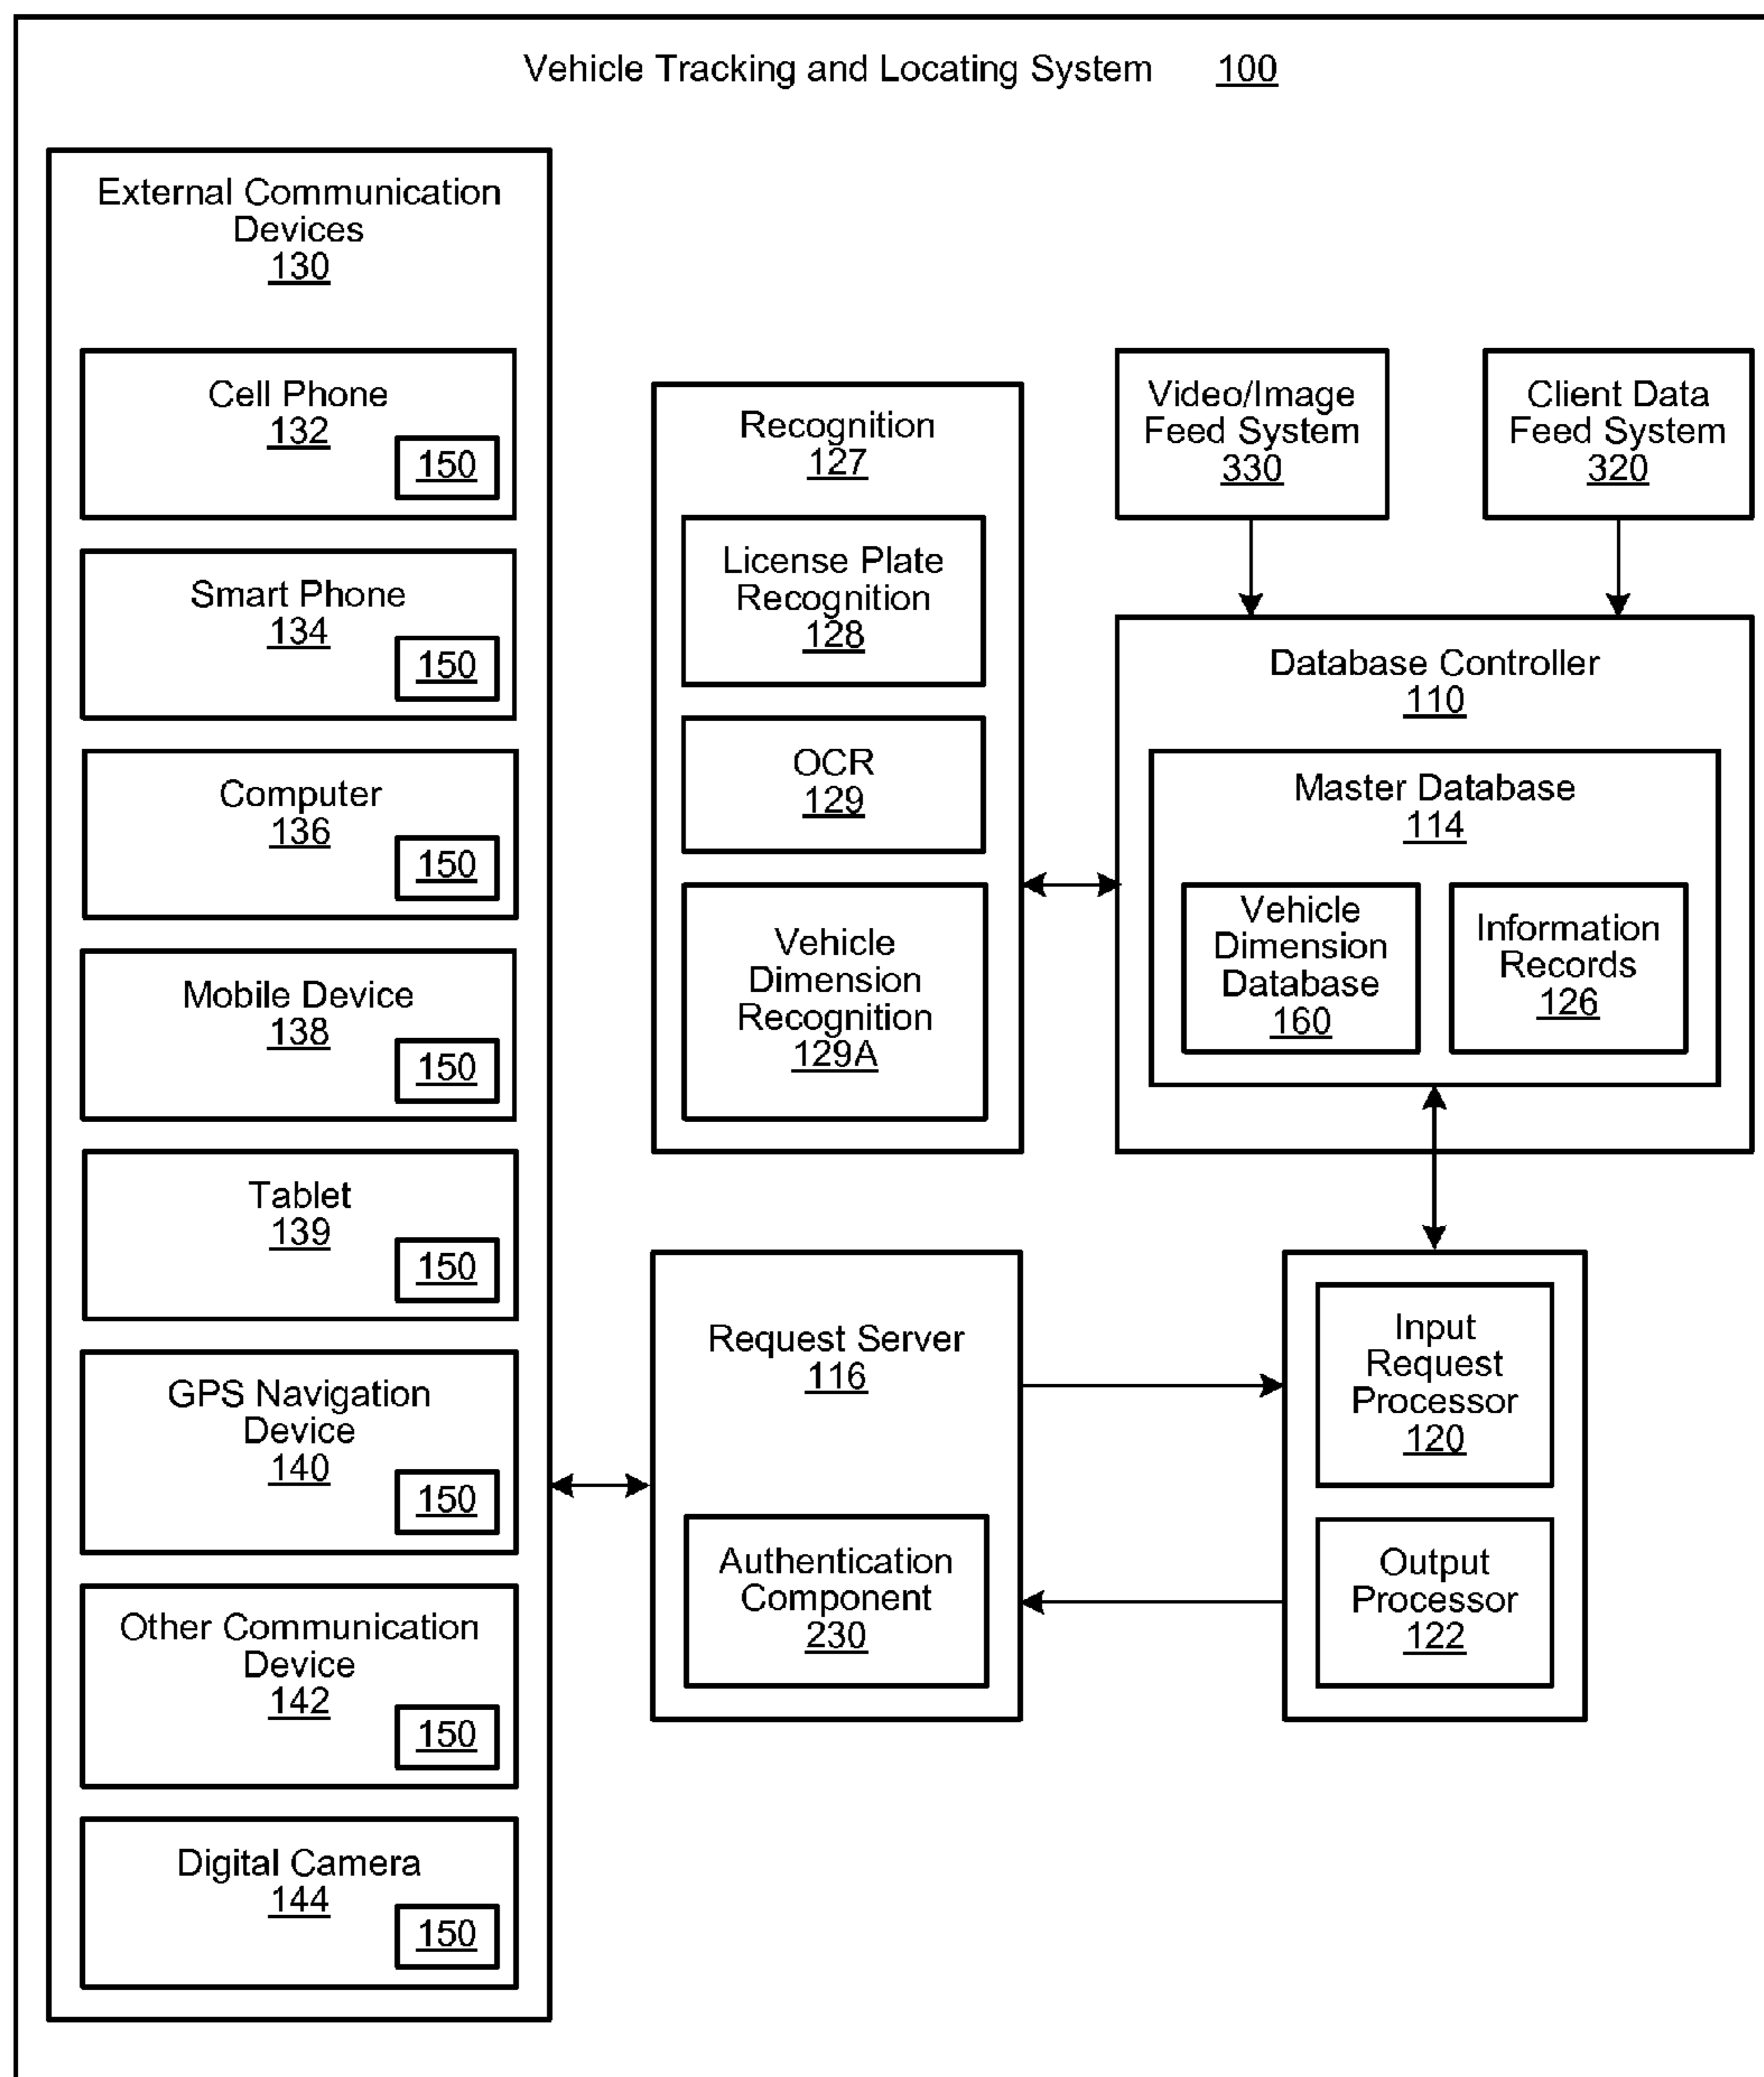 Vehicle Tracking and Locating System 100
External Communication
Devices
130
Cell Phone
132
150
Smart Phone
134
150
Computer
136
150
Mobile Device
138
150
Tablet
139
150
GPS Navigation
Device
140
150
Other Communication
Device
142
150
Digital Camera
144
150
Recognition
127
License Plate
Recognition
128
OCR
129
Vehicle
Dimension
Recognition
129A
Video/Image
Feed System
330
Client Data
Feed System
320
Database Controller
110
Master Database
114
Vehicle
Dimension
Database
160
Information
Records
126
Request Server
116
Authentication
Component
230
Input
Request
Processor
120
Output
Processor
122